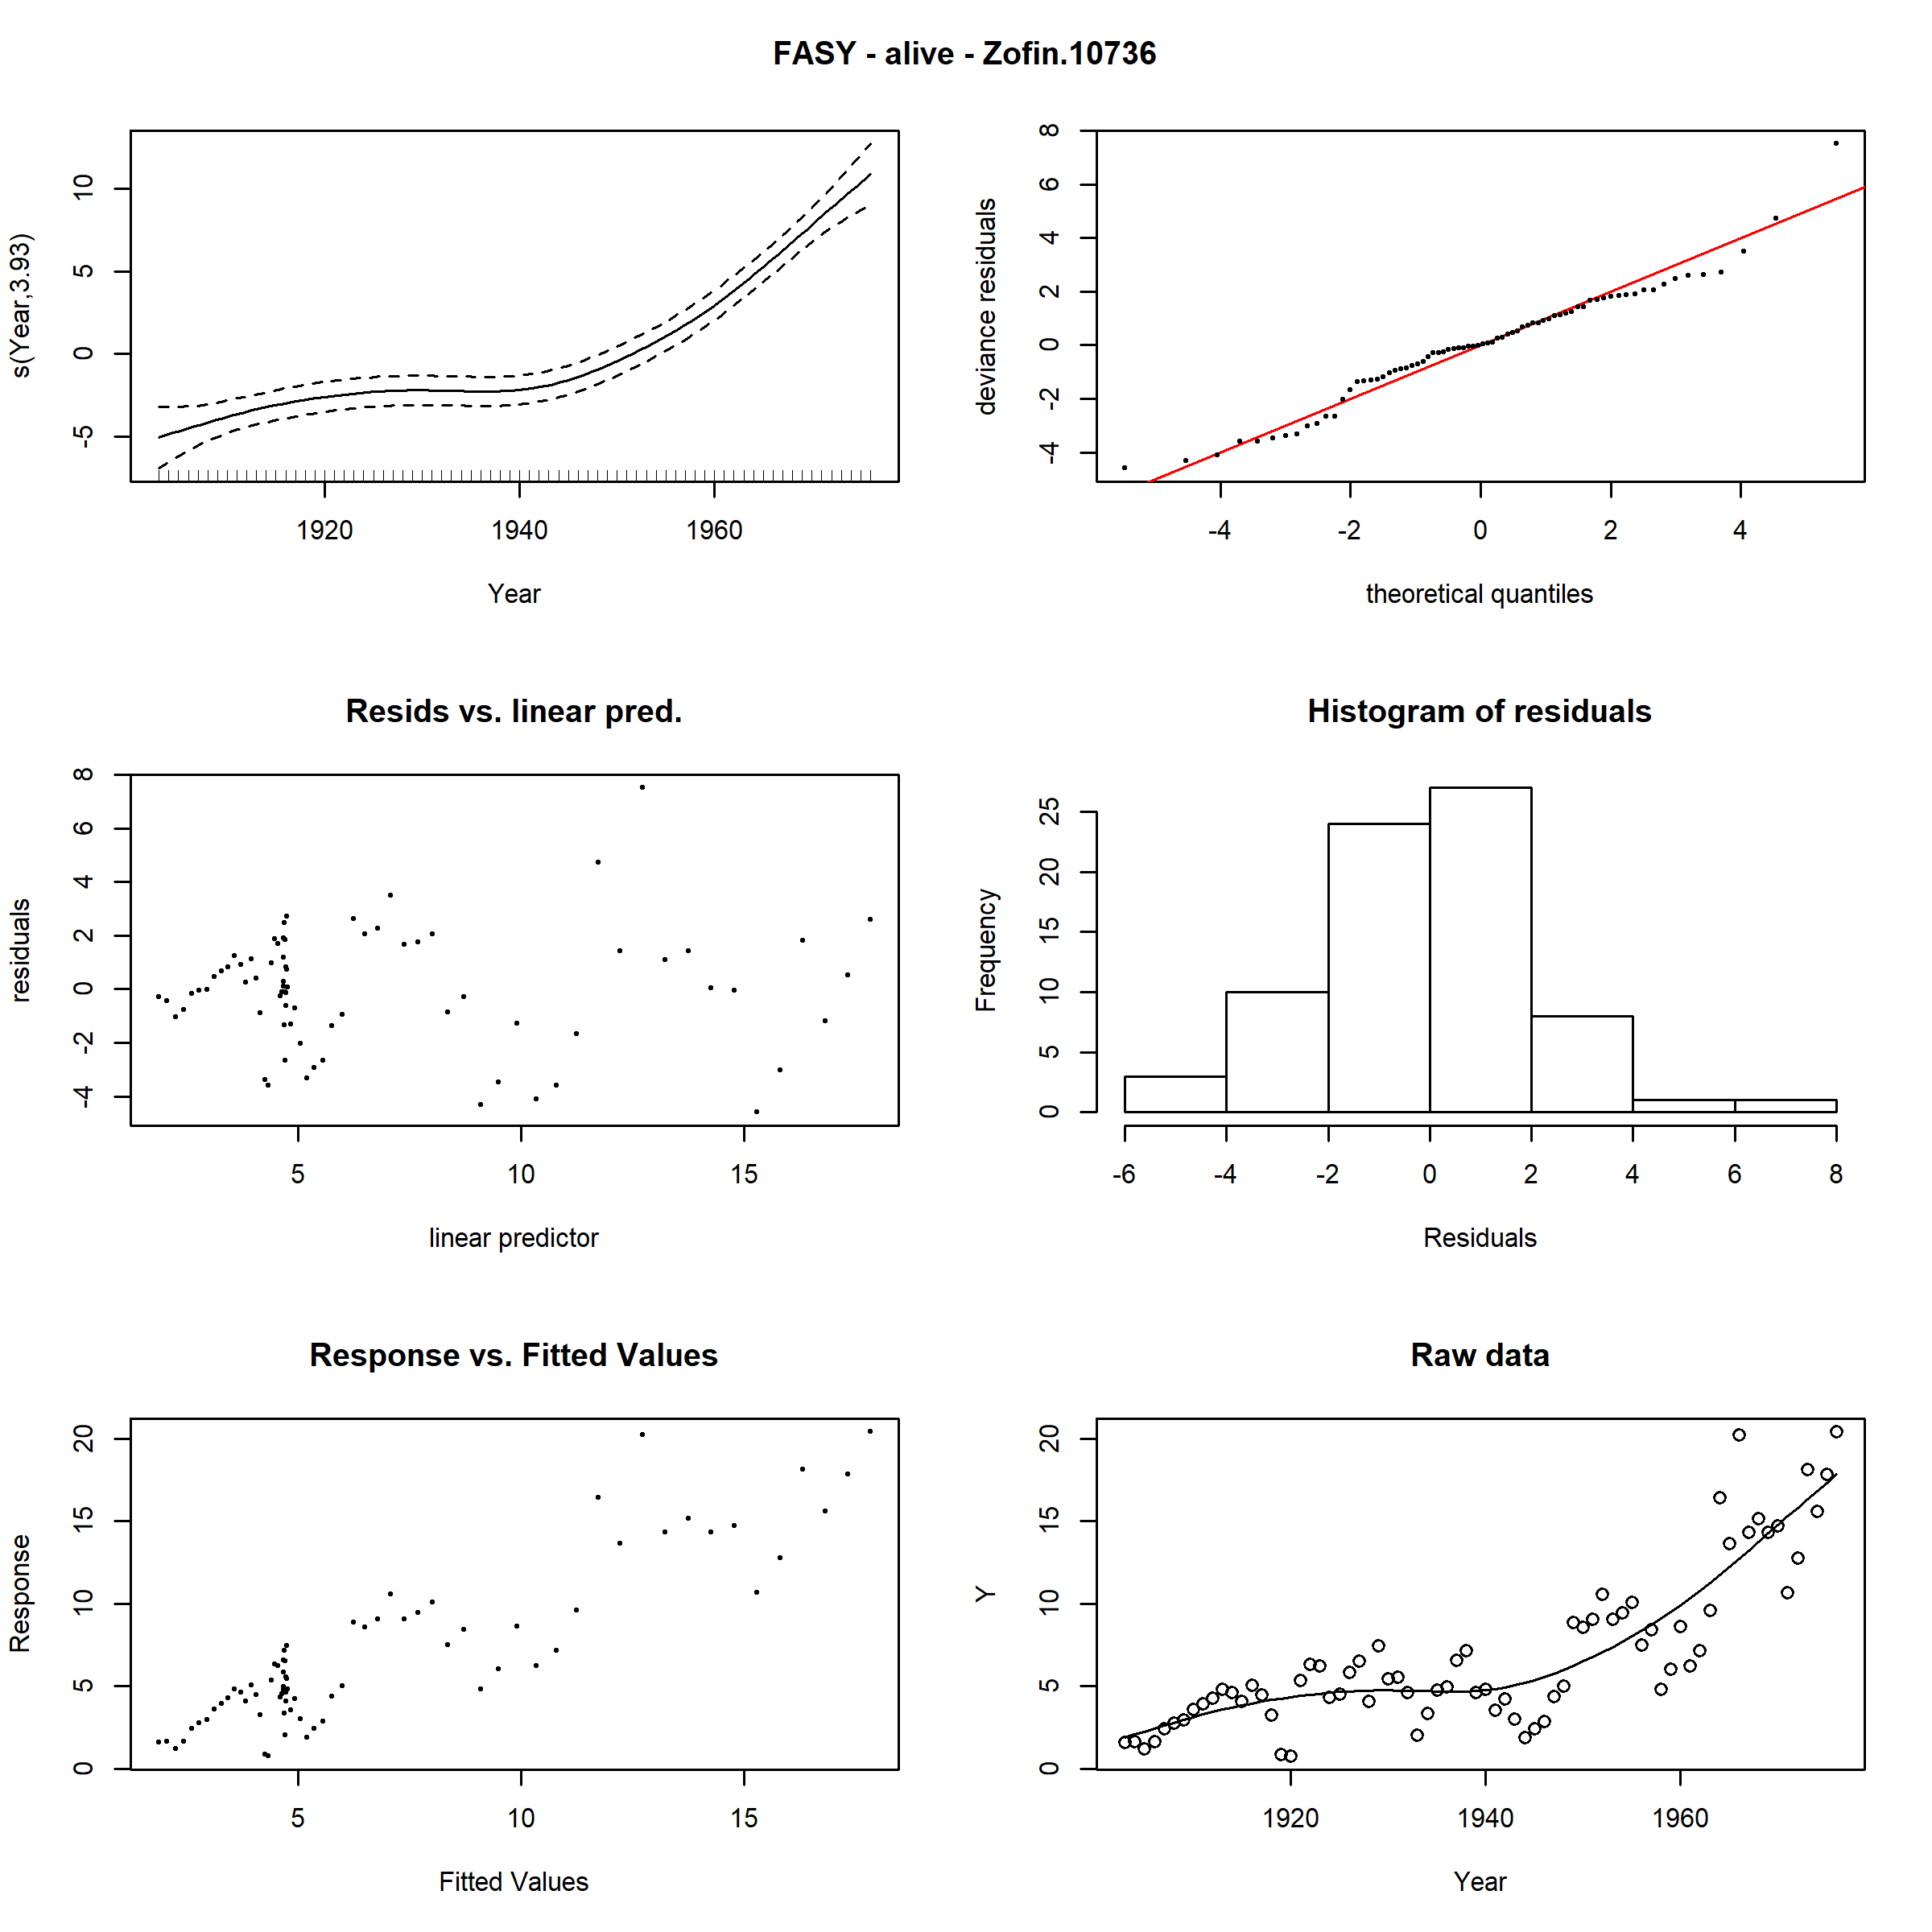 FASY - alive - Zofin.10736
s(Year,3.93)
-5 0 5 10
1920 1940 1960
Year
deviance residuals
-4 -2 0 2 4 6 8
-4 -2 0 2 4
theoretical quantiles
Resids vs. linear pred.
residuals
-4 -2 0 2 4 6 8
5 10 15
linear predictor
Histogram of residuals
Frequency
0 5 10 15 20 25
-6 -4 -2 0 2 4 6 8
Residuals
Response vs. Fitted Values
Response
0 5 10 15 20
5 10 15
Fitted Values
Raw data
Y
0 5 10 15 20
1920 1940 1960
Year